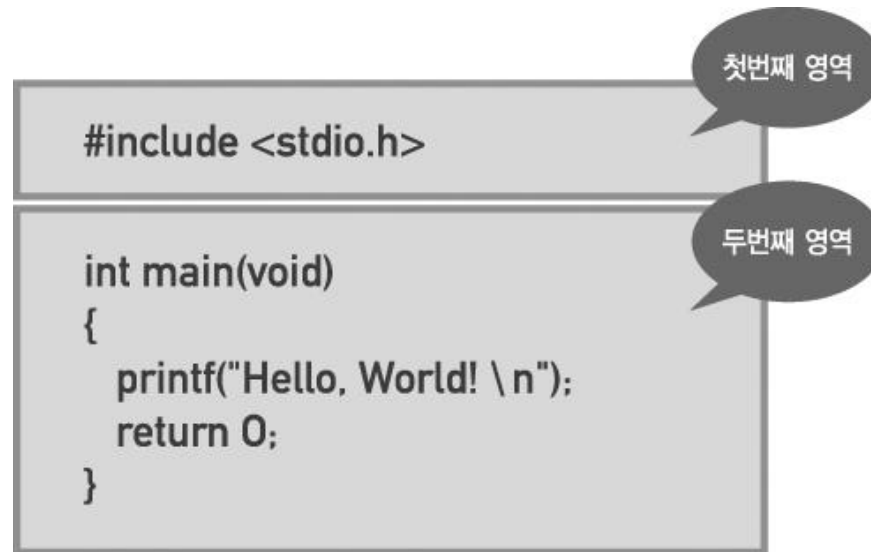 첫번째 영역
#include <stdio.h>
두번째 영역
int main(void)
{
printf("Hello, World! \n");
return 0;
}